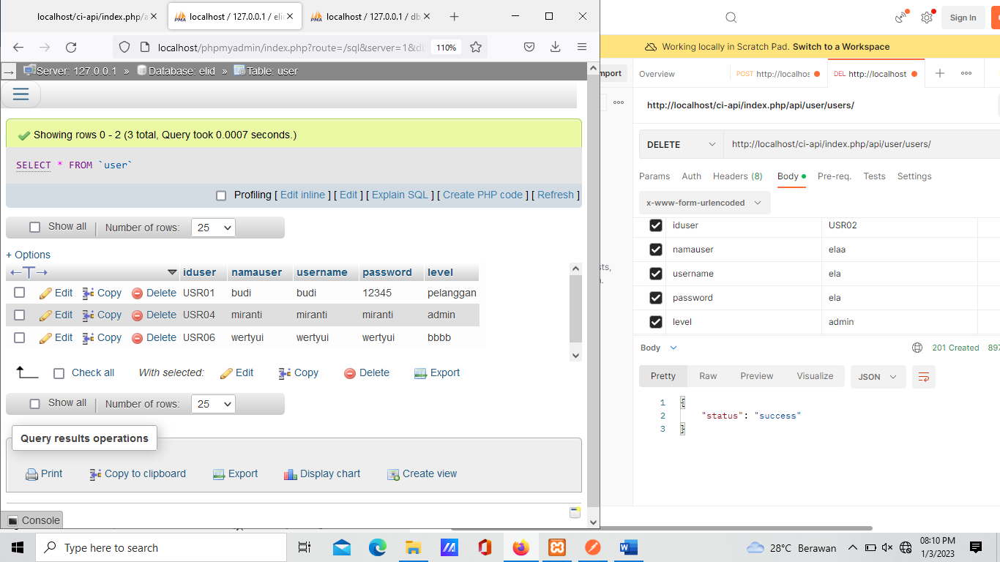 localhost/ci-api/index.php/a
localhost / 127.0.0.1 / eli
localhost / 127.0.0.1 / db
localhost/phpmyadmin/index.php?route=/sql&server=1&db
110%
Server: 127.0.0.1 » Database: elid » Table: user
Showing rows 0 - 2 (3 total, Query took 0.0007 seconds.)
SELECT * FROM `user`
Profiling [ Edit inline ] [ Edit ] [ Explain SQL ] [ Create PHP code ] [ Refresh ]
Show all | Number of rows: 25
+ Options
←T→ iduser namauser username password level
Edit Copy Delete USR01 budi budi 12345 pelanggan
Edit Copy Delete USR04 miranti miranti miranti admin
Edit Copy Delete USR06 wertyui wertyui wertyui bbbb
Check all With selected: Edit Copy Delete Export
Show all | Number of rows: 25
Query results operations
Print Copy to clipboard Export Display chart Create view
Console
Sign In
Working locally in Scratch Pad. Switch to a Workspace
mport
Overview
POST http://localhos
DEL http://localhost
http://localhost/ci-api/index.php/api/user/users/
DELETE http://localhost/ci-api/index.php/api/user/users/
Params Auth Headers (8) Body Pre-req. Tests Settings
x-www-form-urlencoded
iduser USR02
namauser elaa
username ela
password ela
level admin
Body 201 Created 897
Pretty Raw Preview Visualize JSON
1 {
2 "status": "success"
3 }
Type here to search
28°C Berawan
08:10 PM
1/3/2023